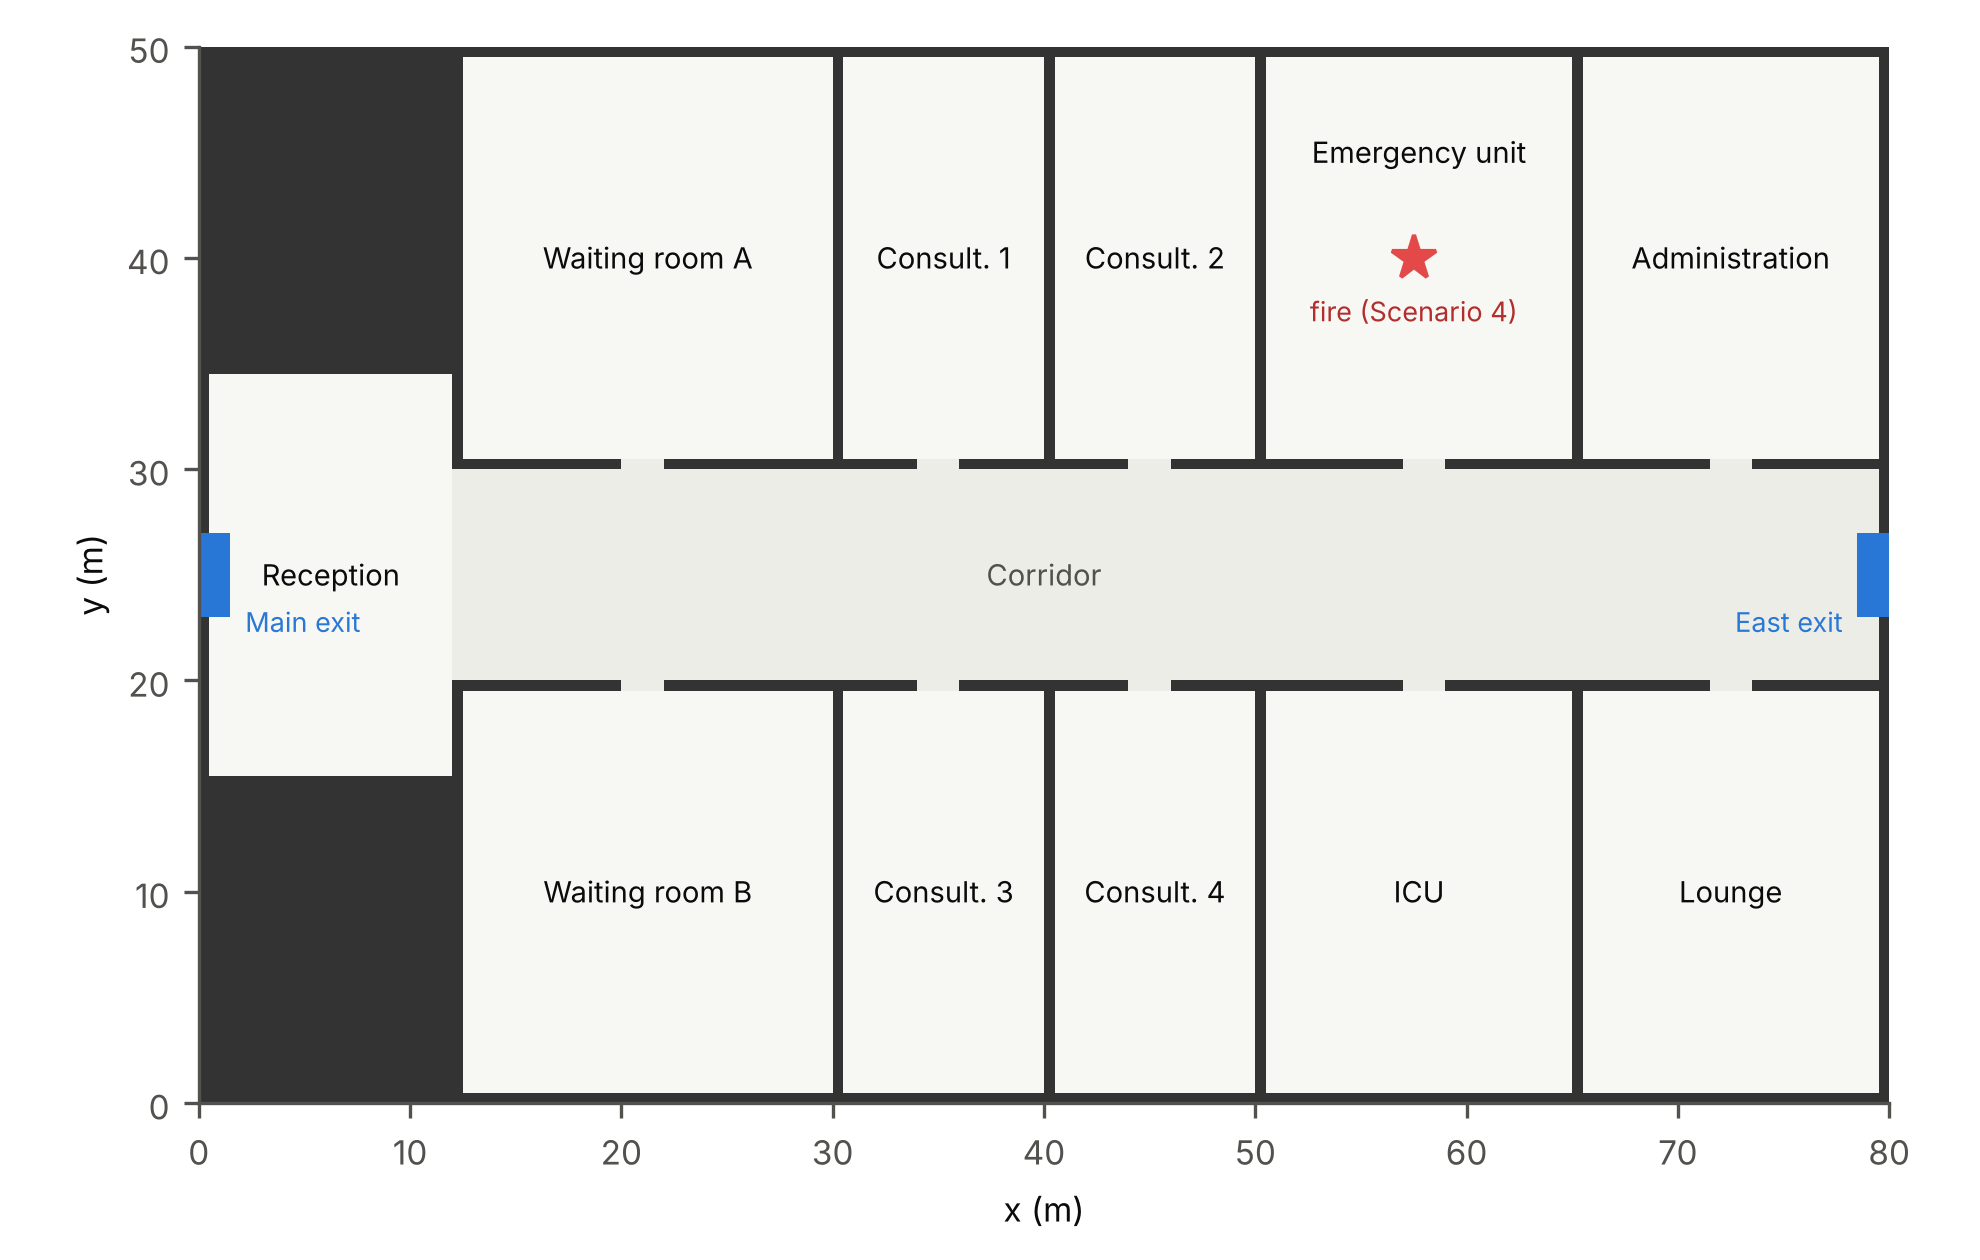 50
Emergency unit
40
Waiting room A
Consult. 1
Consult. 2
Administration
fire (Scenario 4)
30
y (m)
Reception
Corridor
Main exit
East exit
20
10
Waiting room B
Consult. 3
Consult. 4
ICU
Lounge
0
0 10 20 30 40 50 60 70 80
x (m)